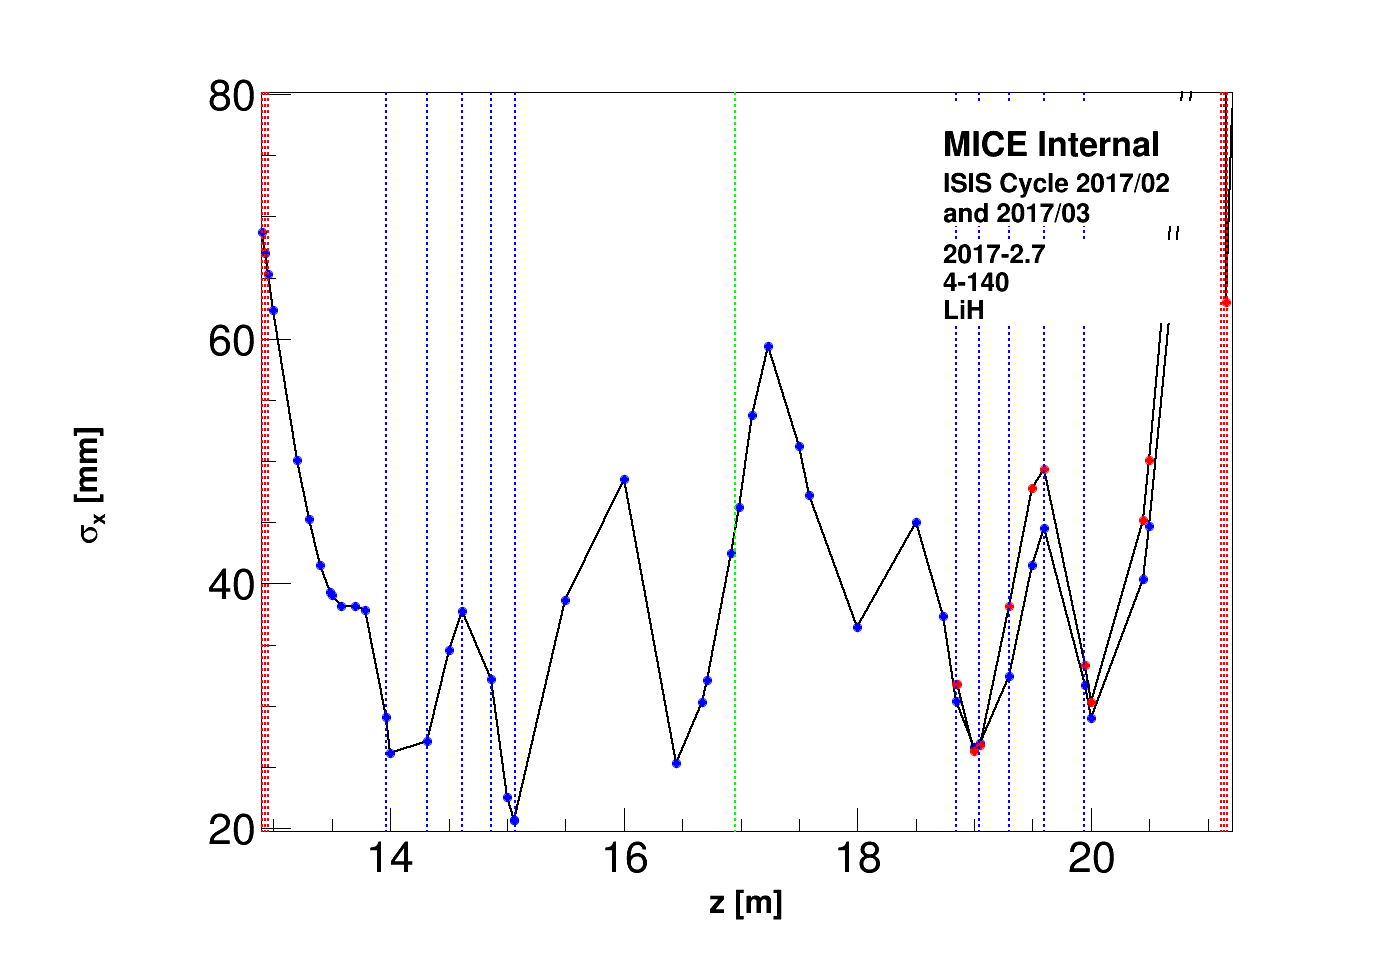 80
60
40
20
σx [mm]
MICE Internal
ISIS Cycle 2017/02
and 2017/03
2017-2.7
4-140
LiH
14 16 18 20
z [m]